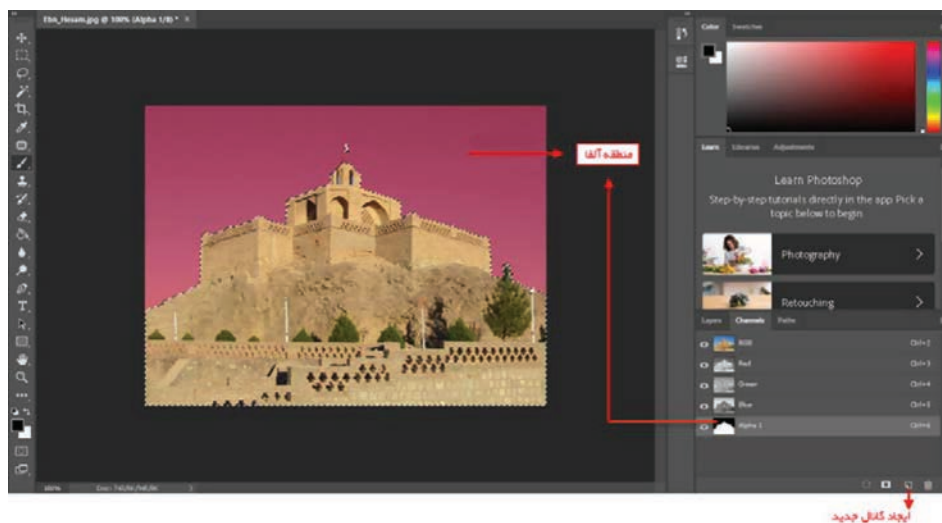 Ebn_Hesam.jpg @ 100% (Alpha 1/8) *
Color
Swatches
Learn
Libraries
Adjustments
Learn Photoshop
Step-by-step tutorials directly in the app Pick a
topic below to begin
Photography
Retouching
منطقه آلفا
Layers
Channels
Paths
RGB
Ctrl+2
Red
Ctrl+3
Green
Ctrl+4
Blue
Ctrl+5
Alpha 1
Ctrl+6
100%
ایجاد کانال جدید